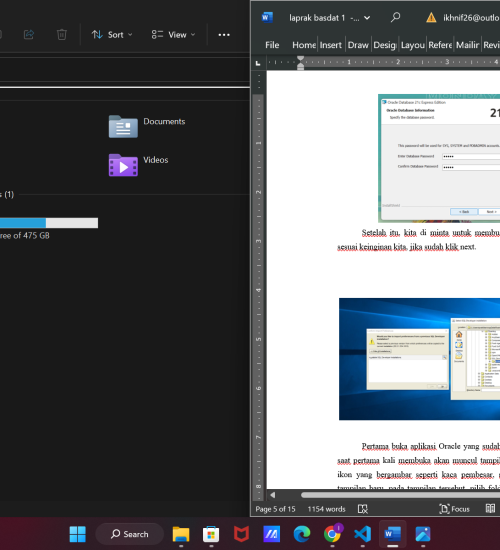 Sort
View
Documents
Videos
s (1)
ree of 475 GB
laprak basdat 1 -...
ikhnif26@outlo
File Home Insert Draw Desig Layou Refere Mailir Revi
Oracle Database 21c Express Edition
Oracle Database Information
Specify the database password.
21
This password will be used for SYS, SYSTEM and PDBADMIN accounts.
Enter Database Password
Confirm Database Password
< Back
Next >
Setelah itu, kita di minta untuk membu
sesuai keinginan kita, jika sudah klik next.
Pertama buka aplikasi Oracle yang sudah
saat pertama kali membuka akan muncul tampil
ikon yang bergambar seperti kaca pembesar,
tampilan baru, pada tampilan tersebut, pilih fol
Page 5 of 15 1154 words
Focus
Search